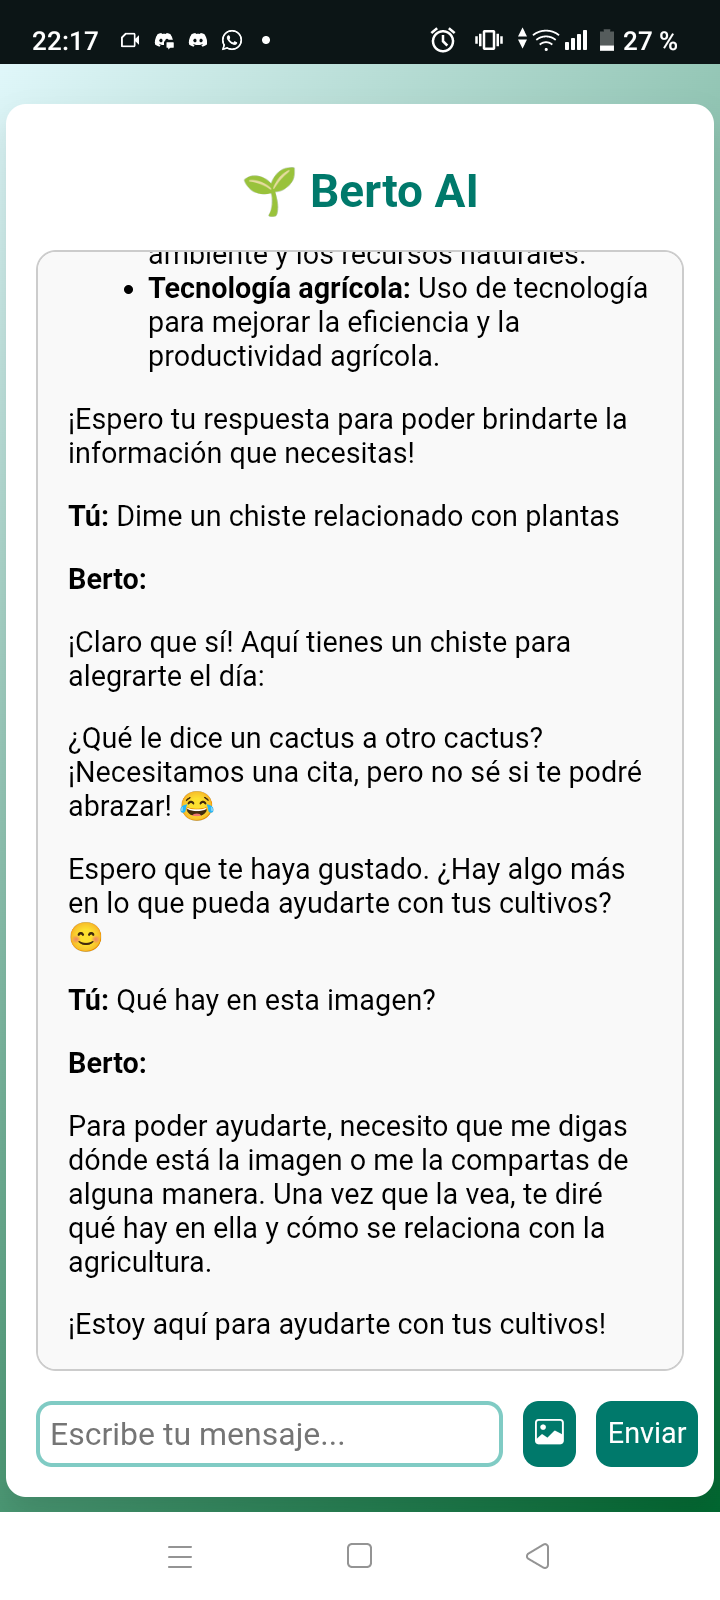 22:17
27 %
🌱 Berto AI
ambiente y los recursos naturales.
• Tecnología agrícola: Uso de tecnología
para mejorar la eficiencia y la
productividad agrícola.
¡Espero tu respuesta para poder brindarte la
información que necesitas!
Tú: Dime un chiste relacionado con plantas
Berto:
¡Claro que sí! Aquí tienes un chiste para
alegrarte el día:
¿Qué le dice un cactus a otro cactus?
¡Necesitamos una cita, pero no sé si te podré
abrazar! 😂
Espero que te haya gustado. ¿Hay algo más
en lo que pueda ayudarte con tus cultivos?
😊
Tú: Qué hay en esta imagen?
Berto:
Para poder ayudarte, necesito que me digas
dónde está la imagen o me la compartas de
alguna manera. Una vez que la vea, te diré
qué hay en ella y cómo se relaciona con la
agricultura.
¡Estoy aquí para ayudarte con tus cultivos!
Escribe tu mensaje...
Enviar